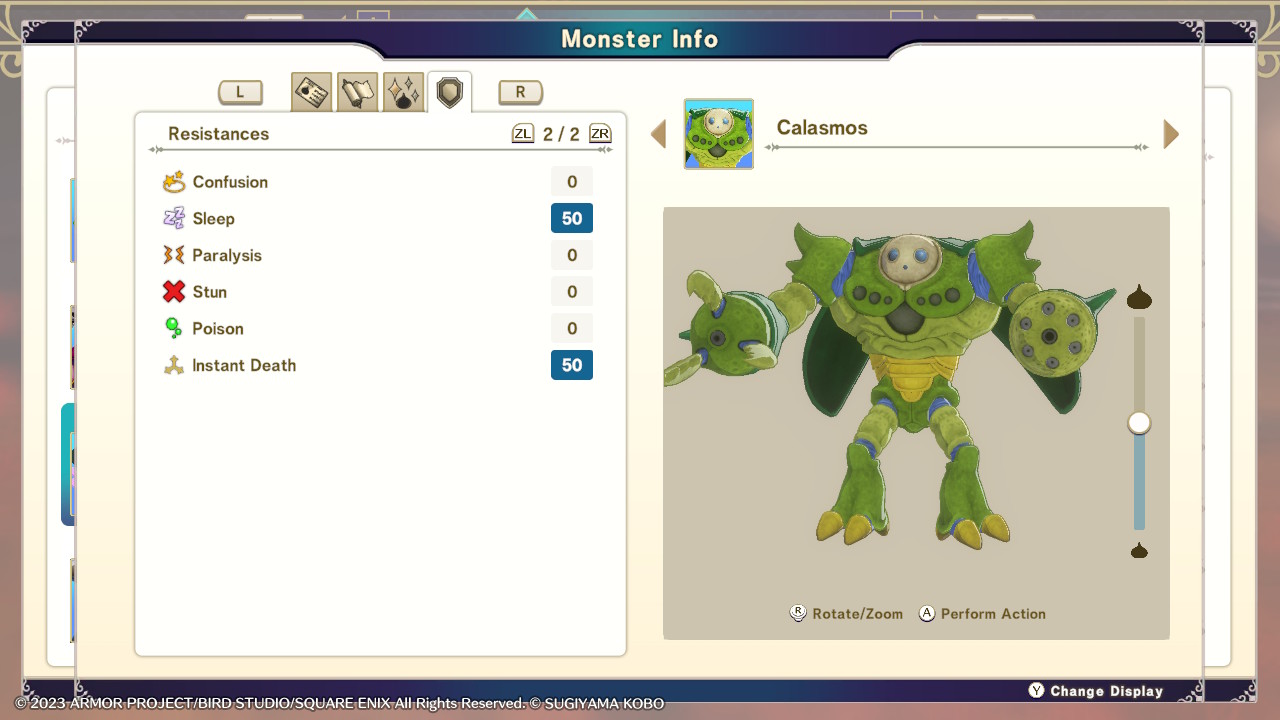 Monster Info
L
R
Resistances
ZL 2 / 2 ZR
Calasmos
Confusion 0
Sleep 50
Paralysis 0
Stun 0
Poison 0
Instant Death 50
R Rotate/Zoom A Perform Action
Y Change Display
© 2023 ARMOR PROJECT/BIRD STUDIO/SQUARE ENIX All Rights Reserved. © SUGIYAMA KOBO